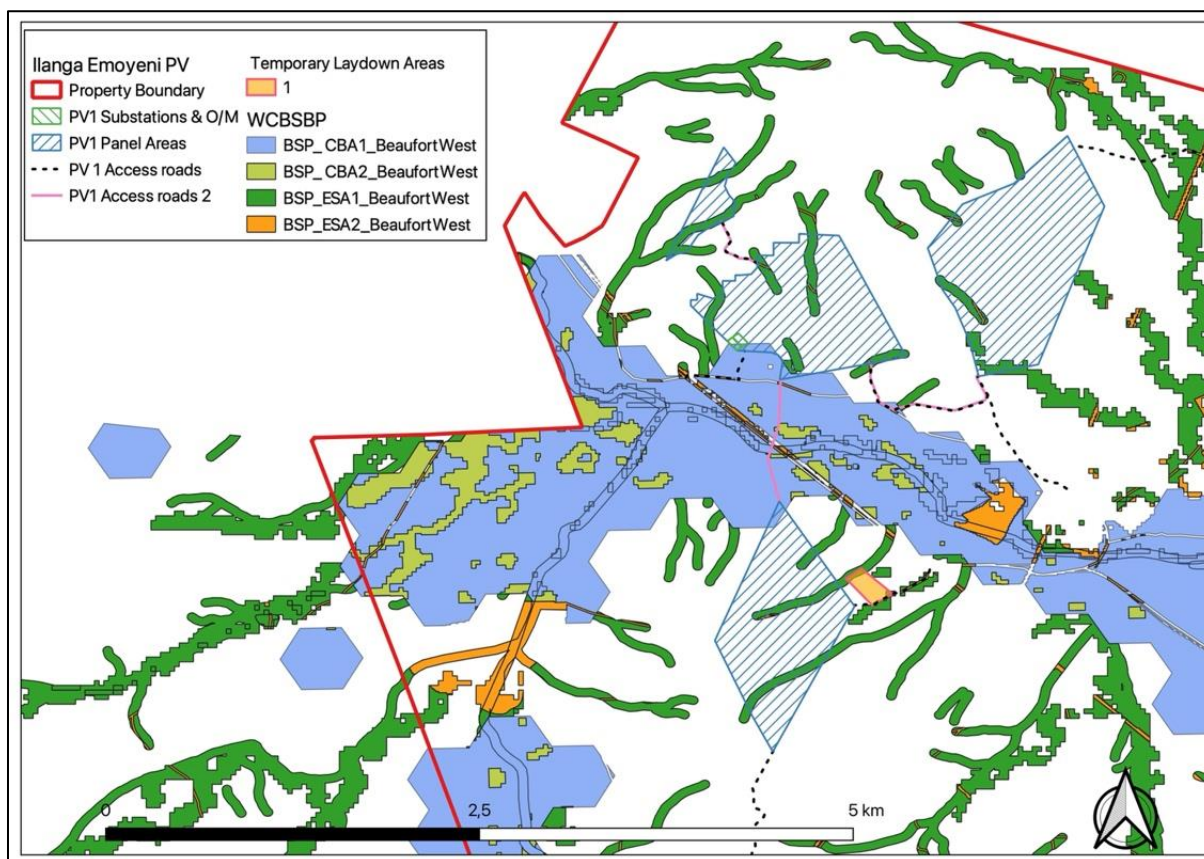 Ilanga Emoyeni PV
Property Boundary
PV1 Substations & O/M
PV1 Panel Areas
PV 1 Access roads
PV1 Access roads 2
Temporary Laydown Areas
1
WCBSBP
BSP_CBA1_BeaufortWest
BSP_CBA2_BeaufortWest
BSP_ESA1_BeaufortWest
BSP_ESA2_BeaufortWest
0 2,5 5 km